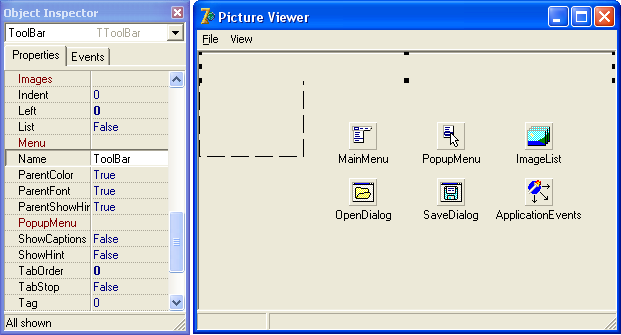 Object Inspector
ToolBar TToolBar
Properties Events
Images
Indent 0
Left 0
List False
Menu
Name ToolBar
ParentColor True
ParentFont True
ParentShowHin True
PopupMenu
ShowCaptions False
ShowHint False
TabOrder 0
TabStop False
Tag 0
All shown
7 Picture Viewer
File View
MainMenu PopupMenu ImageList
OpenDialog SaveDialog ApplicationEvents